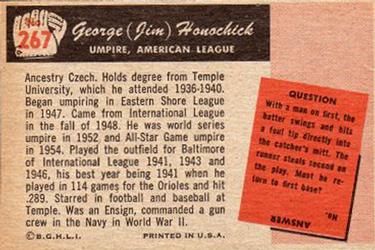 No.
267
George (Jim) Honochick
UMPIRE, AMERICAN LEAGUE
Ancestry Czech. Holds degree from Temple
University, which he attended 1936-1940.
Began umpiring in Eastern Shore League
in 1947. Came from International League
in the fall of 1948. He was world series
umpire in 1952 and All-Star Game umpire
in 1954. Played the outfield for Baltimore
of International League 1941, 1943 and
1946, his best year being 1941 when he
played in 114 games for the Orioles and hit
.289. Starred in football and baseball at
Temple. Was an Ensign, commanded a gun
crew in the Navy in World War II.
©B.G.H.L.I. PRINTED IN U.S.A.
QUESTION
With a man on first, the
batter swings and hits
a foul tip directly into
the catcher's mitt. The
runner steals second on
the play. Must he re-
turn to first base?
ANSWER
No.